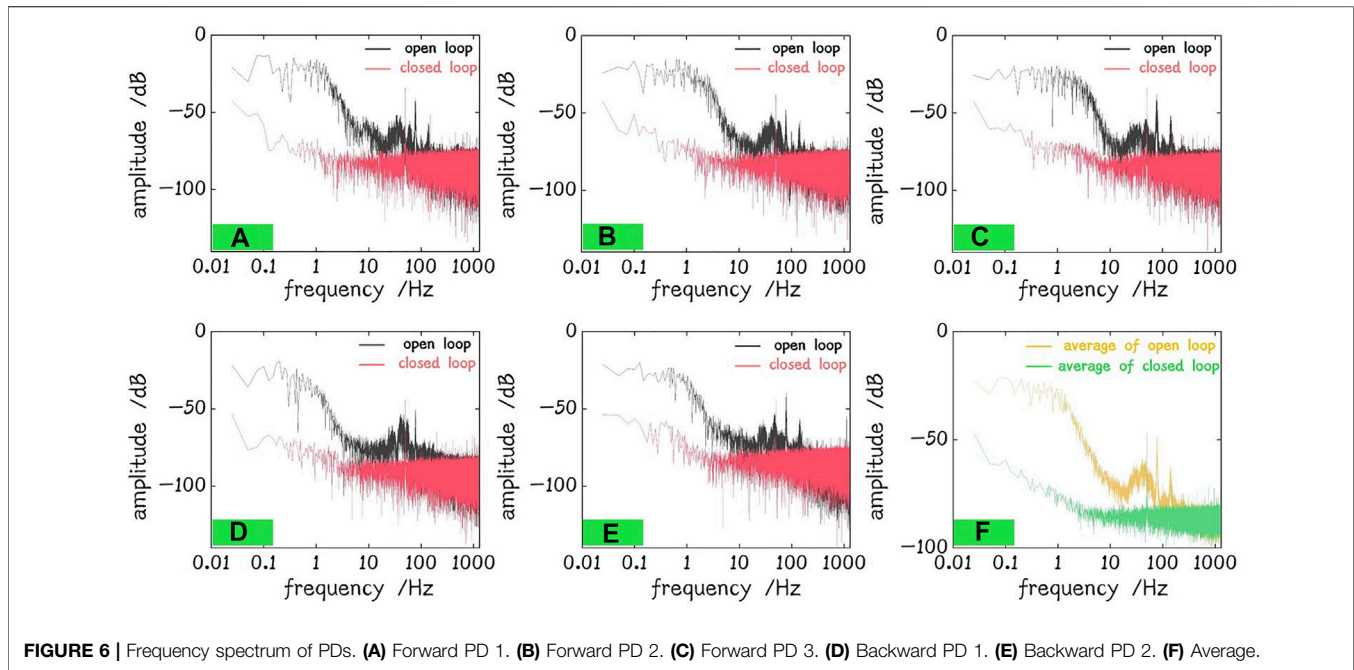 0
−50
−100
amplitude /dB
open loop
closed loop
A
0.01 0.1 1 10 100 1000
frequency /Hz
0
−50
−100
amplitude /dB
open loop
closed loop
B
0.01 0.1 1 10 100 1000
frequency /Hz
0
−50
−100
amplitude /dB
open loop
closed loop
C
0.01 0.1 1 10 100 1000
frequency /Hz
0
−50
−100
amplitude /dB
open loop
closed loop
D
0.01 0.1 1 10 100 1000
frequency /Hz
0
−50
−100
amplitude /dB
open loop
closed loop
E
0.01 0.1 1 10 100 1000
frequency /Hz
0
−50
−100
amplitude /dB
average of open loop
average of closed loop
F
0.01 0.1 1 10 100 1000
frequency /Hz
FIGURE 6 | Frequency spectrum of PDs. (A) Forward PD 1. (B) Forward PD 2. (C) Forward PD 3. (D) Backward PD 1. (E) Backward PD 2. (F) Average.